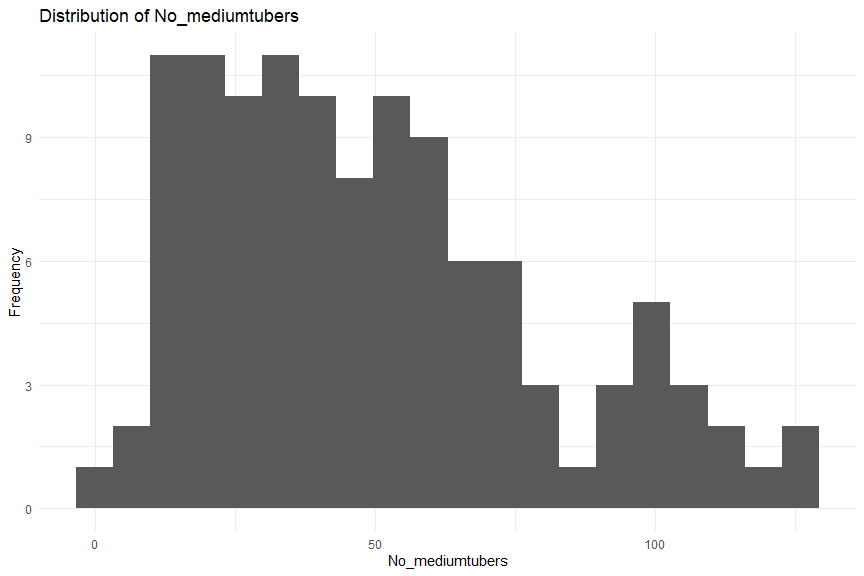 Distribution of No_mediumtubers
9
6
3
0
Frequency
0 50 100
No_mediumtubers